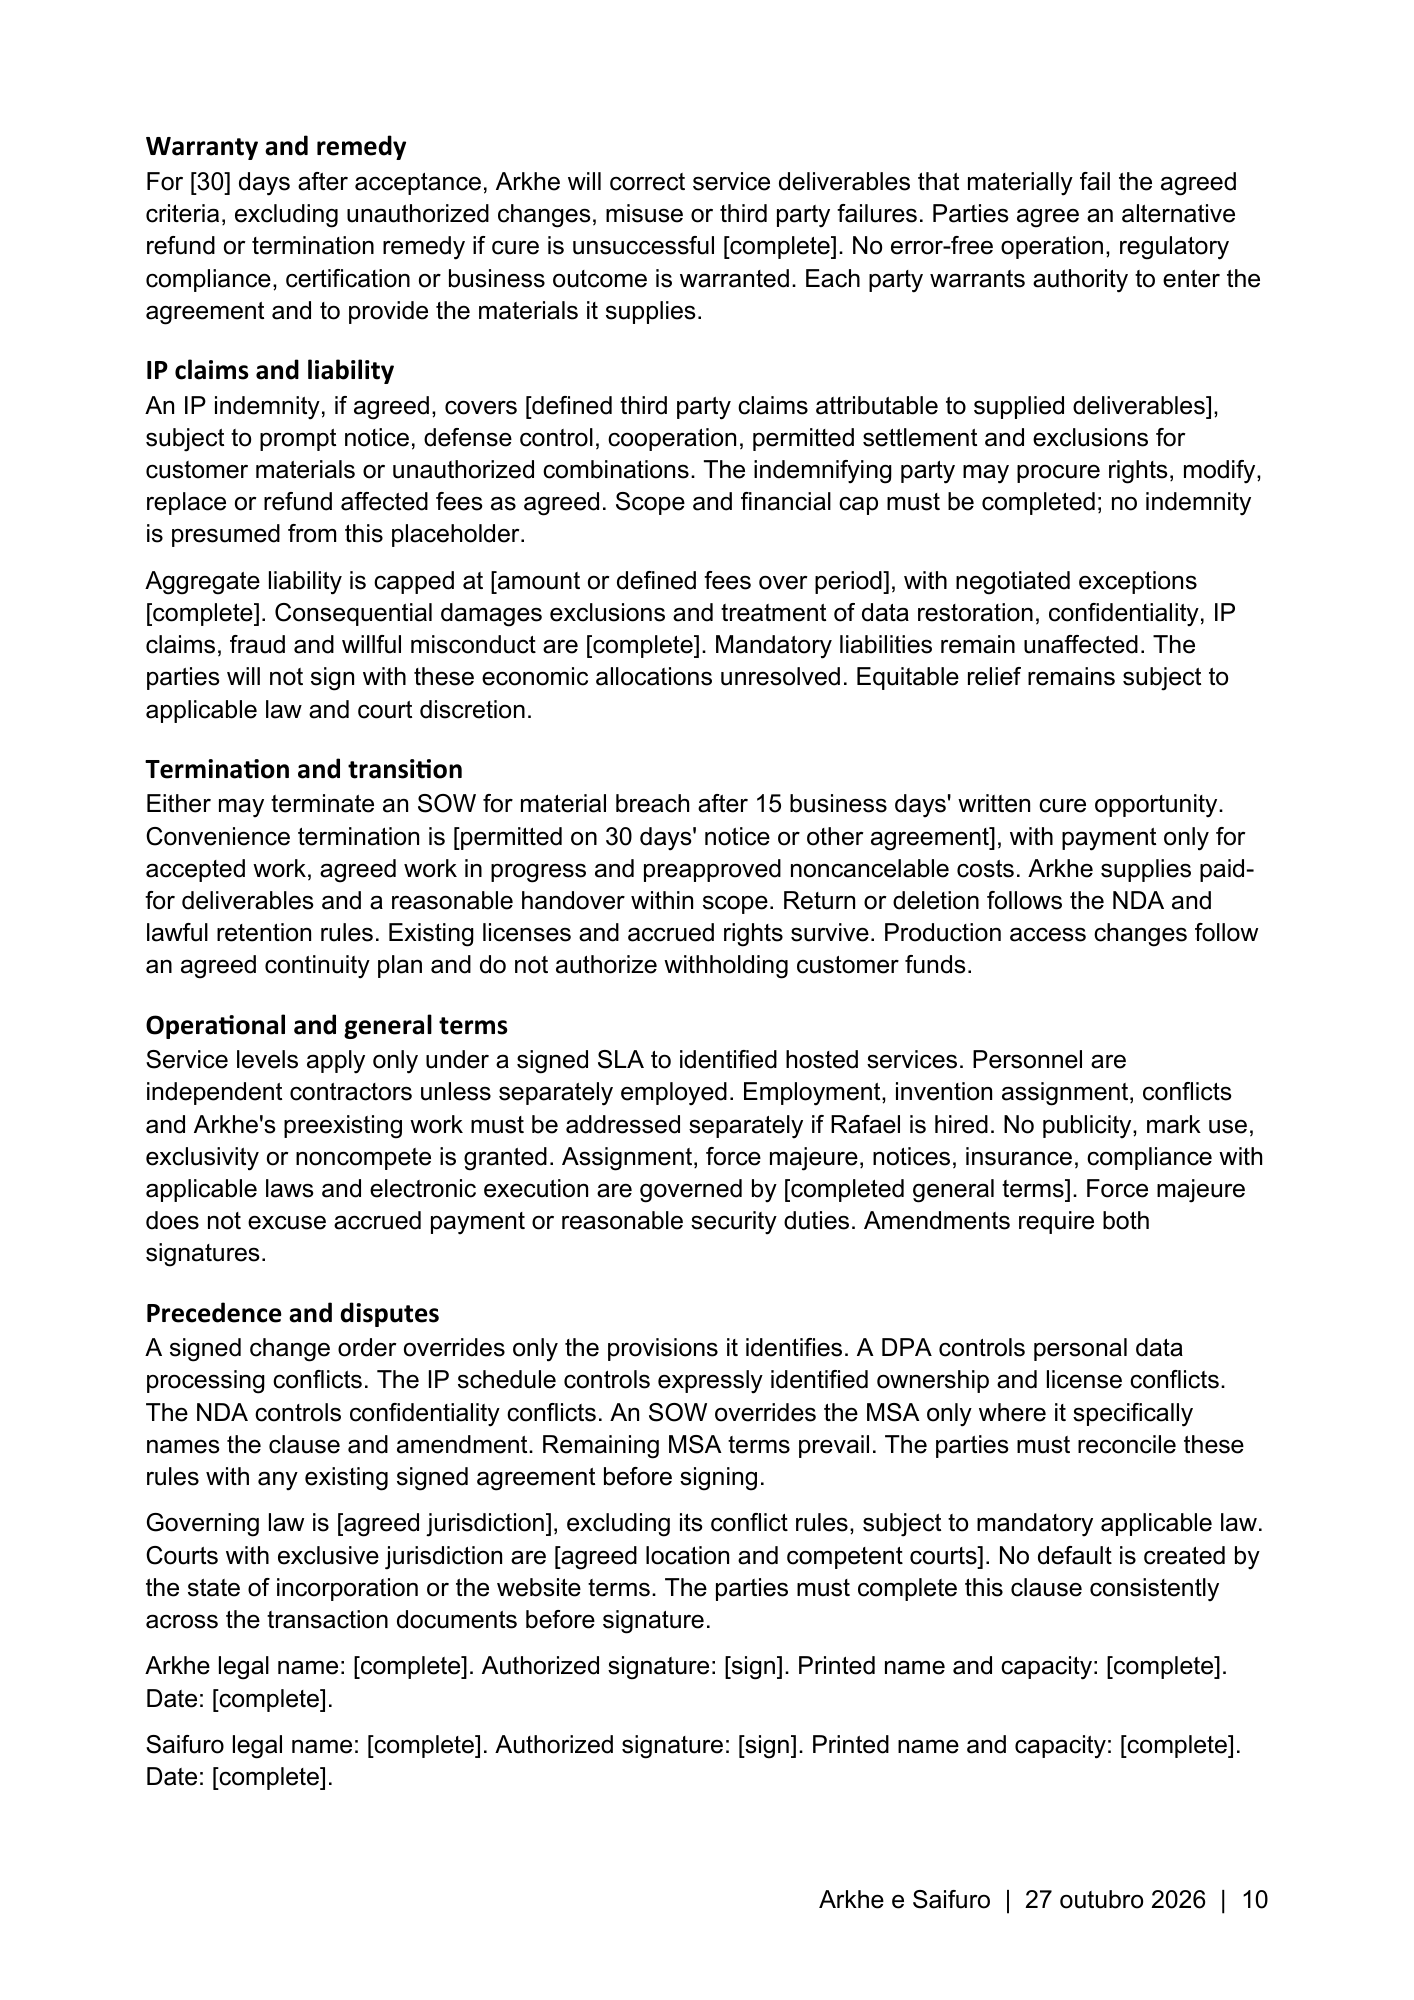 Warranty and remedy
For [30] days after acceptance, Arkhe will correct service deliverables that materially fail the agreed
criteria, excluding unauthorized changes, misuse or third party failures. Parties agree an alternative
refund or termination remedy if cure is unsuccessful [complete]. No error-free operation, regulatory
compliance, certification or business outcome is warranted. Each party warrants authority to enter the
agreement and to provide the materials it supplies.
IP claims and liability
An IP indemnity, if agreed, covers [defined third party claims attributable to supplied deliverables],
subject to prompt notice, defense control, cooperation, permitted settlement and exclusions for
customer materials or unauthorized combinations. The indemnifying party may procure rights, modify,
replace or refund affected fees as agreed. Scope and financial cap must be completed; no indemnity
is presumed from this placeholder.
Aggregate liability is capped at [amount or defined fees over period], with negotiated exceptions
[complete]. Consequential damages exclusions and treatment of data restoration, confidentiality, IP
claims, fraud and willful misconduct are [complete]. Mandatory liabilities remain unaffected. The
parties will not sign with these economic allocations unresolved. Equitable relief remains subject to
applicable law and court discretion.
Termination and transition
Either may terminate an SOW for material breach after 15 business days' written cure opportunity.
Convenience termination is [permitted on 30 days' notice or other agreement], with payment only for
accepted work, agreed work in progress and preapproved noncancelable costs. Arkhe supplies paid-
for deliverables and a reasonable handover within scope. Return or deletion follows the NDA and
lawful retention rules. Existing licenses and accrued rights survive. Production access changes follow
an agreed continuity plan and do not authorize withholding customer funds.
Operational and general terms
Service levels apply only under a signed SLA to identified hosted services. Personnel are
independent contractors unless separately employed. Employment, invention assignment, conflicts
and Arkhe's preexisting work must be addressed separately if Rafael is hired. No publicity, mark use,
exclusivity or noncompete is granted. Assignment, force majeure, notices, insurance, compliance with
applicable laws and electronic execution are governed by [completed general terms]. Force majeure
does not excuse accrued payment or reasonable security duties. Amendments require both
signatures.
Precedence and disputes
A signed change order overrides only the provisions it identifies. A DPA controls personal data
processing conflicts. The IP schedule controls expressly identified ownership and license conflicts.
The NDA controls confidentiality conflicts. An SOW overrides the MSA only where it specifically
names the clause and amendment. Remaining MSA terms prevail. The parties must reconcile these
rules with any existing signed agreement before signing.
Governing law is [agreed jurisdiction], excluding its conflict rules, subject to mandatory applicable law.
Courts with exclusive jurisdiction are [agreed location and competent courts]. No default is created by
the state of incorporation or the website terms. The parties must complete this clause consistently
across the transaction documents before signature.
Arkhe legal name: [complete]. Authorized signature: [sign]. Printed name and capacity: [complete].
Date: [complete].
Saifuro legal name: [complete]. Authorized signature: [sign]. Printed name and capacity: [complete].
Date: [complete].
Arkhe e Saifuro | 27 outubro 2026 | 10